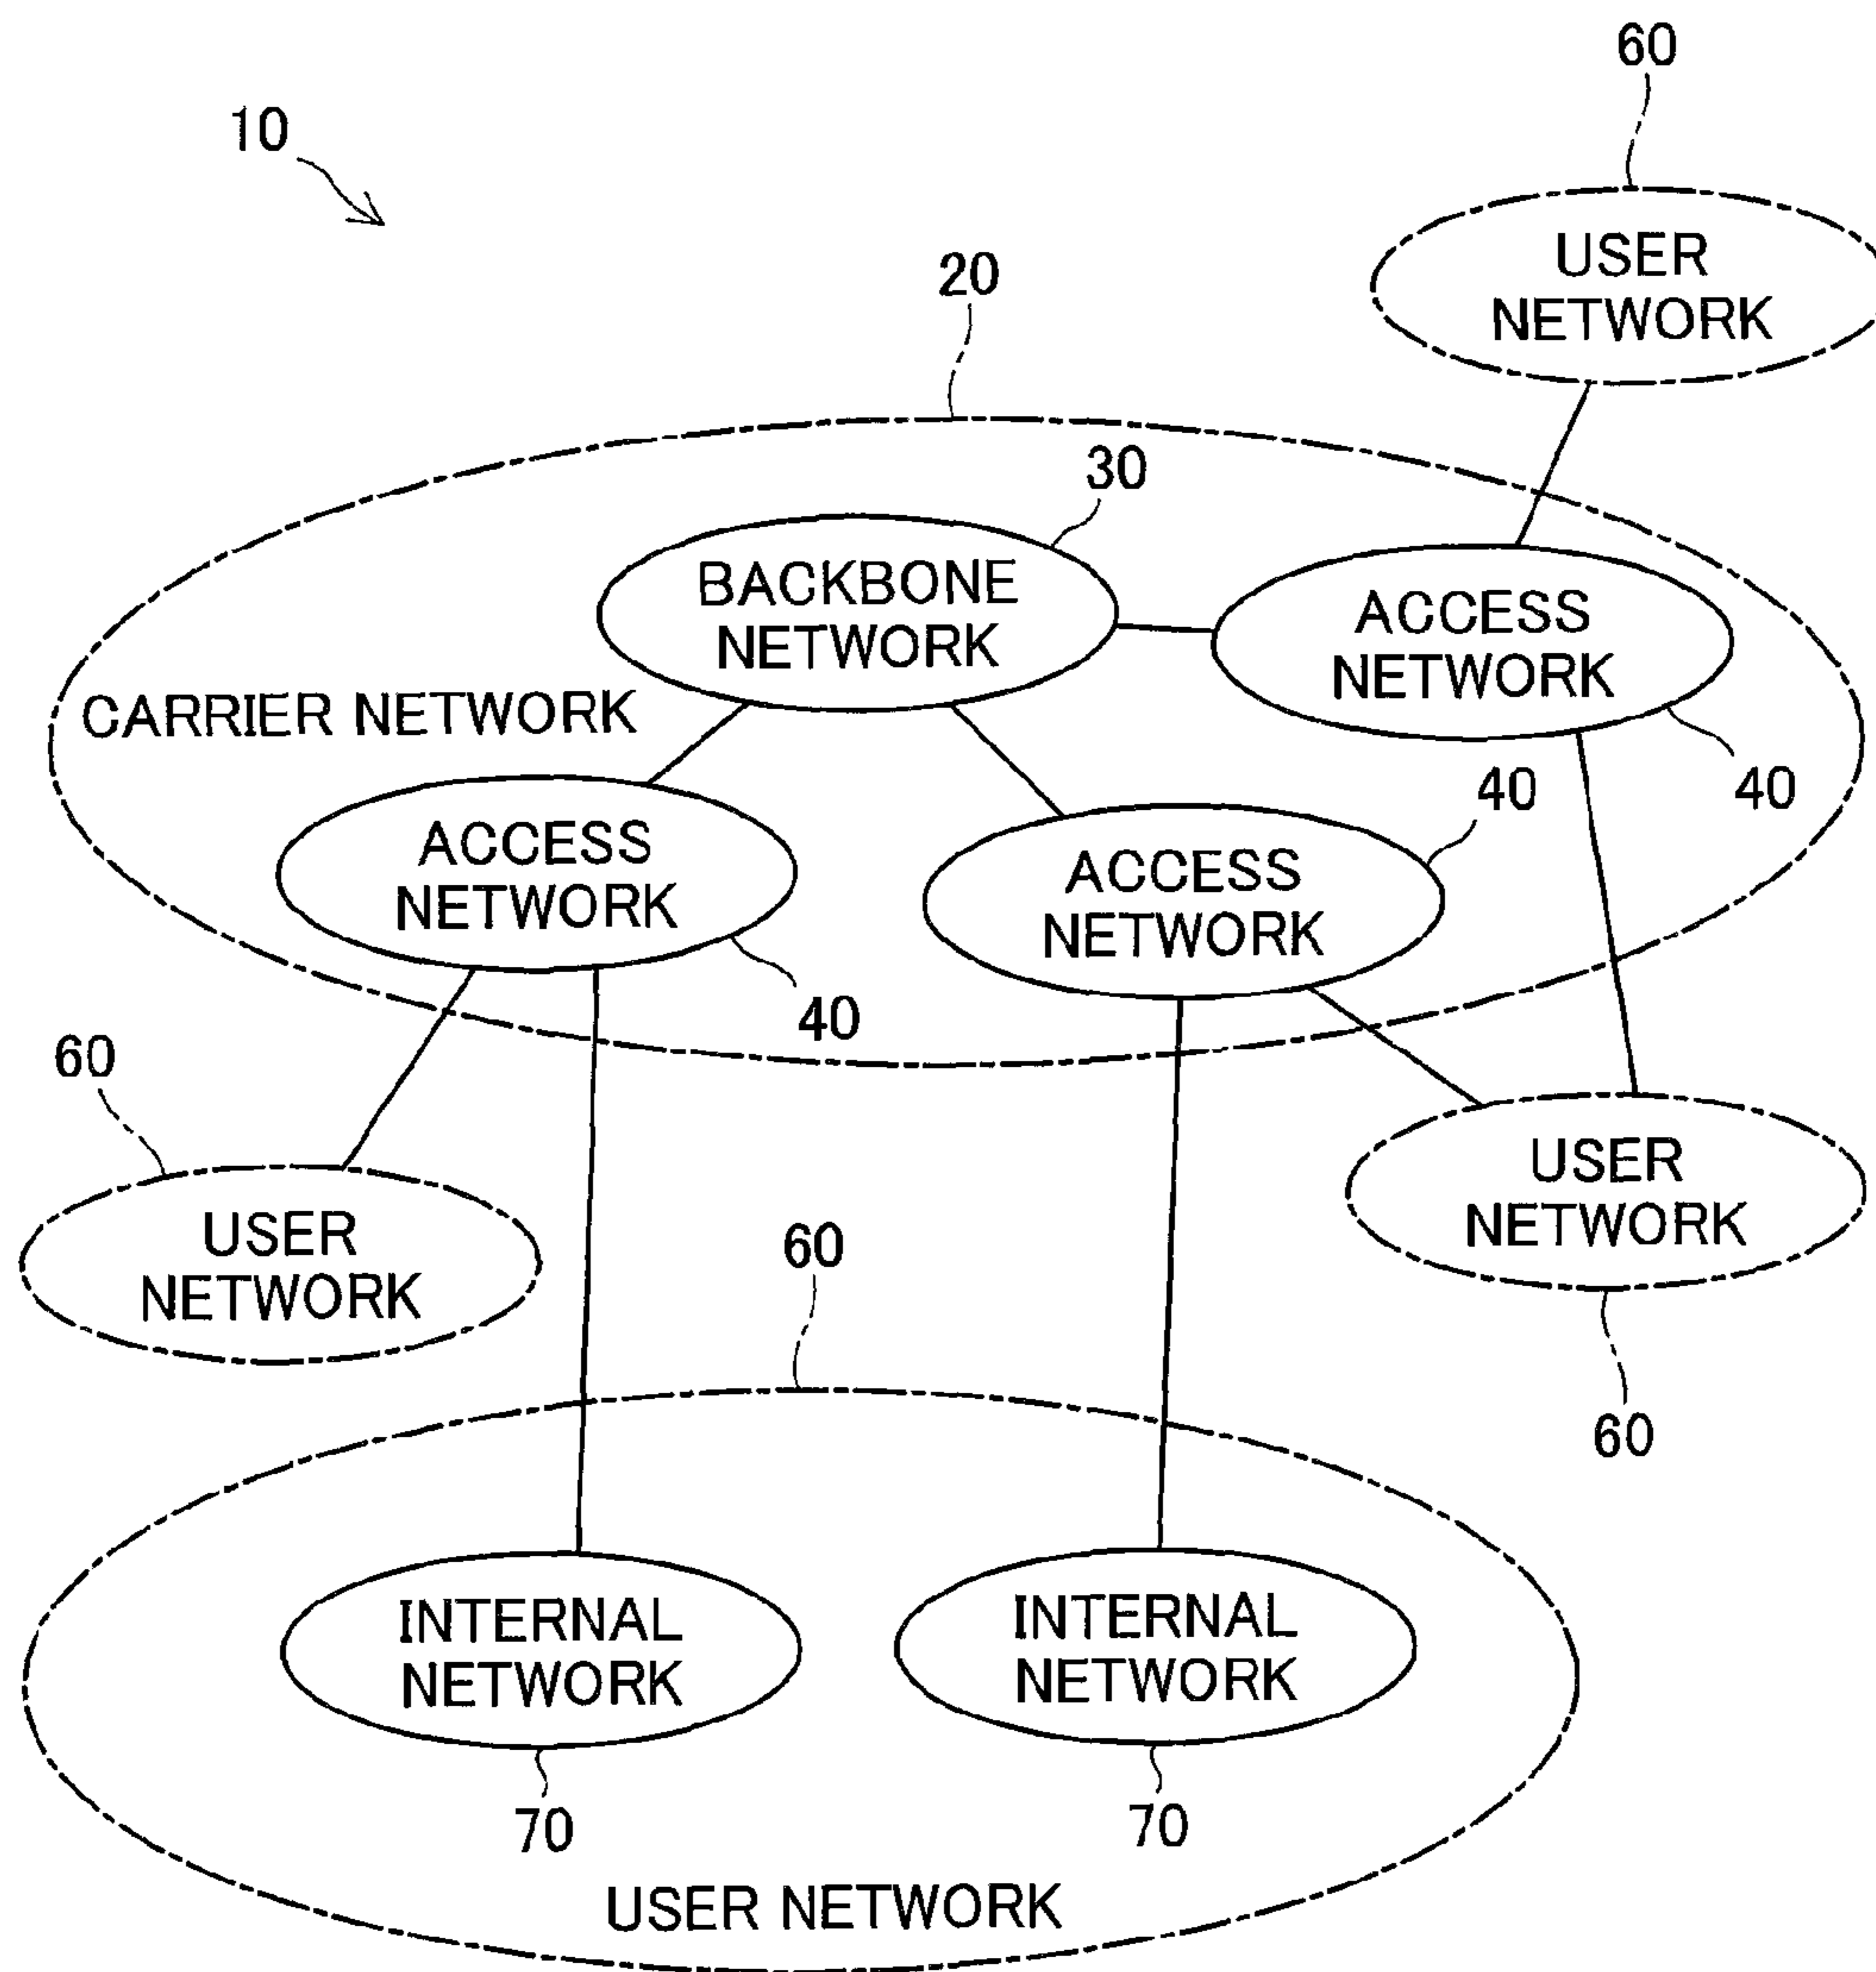 60
10
USER
NETWORK
20
30
BACKBONE
NETWORK
ACCESS
NETWORK
CARRIER NETWORK
40
40
ACCESS
NETWORK
ACCESS
NETWORK
40
60
USER
NETWORK
USER
NETWORK
60
60
INTERNAL
NETWORK
INTERNAL
NETWORK
70
70
USER NETWORK